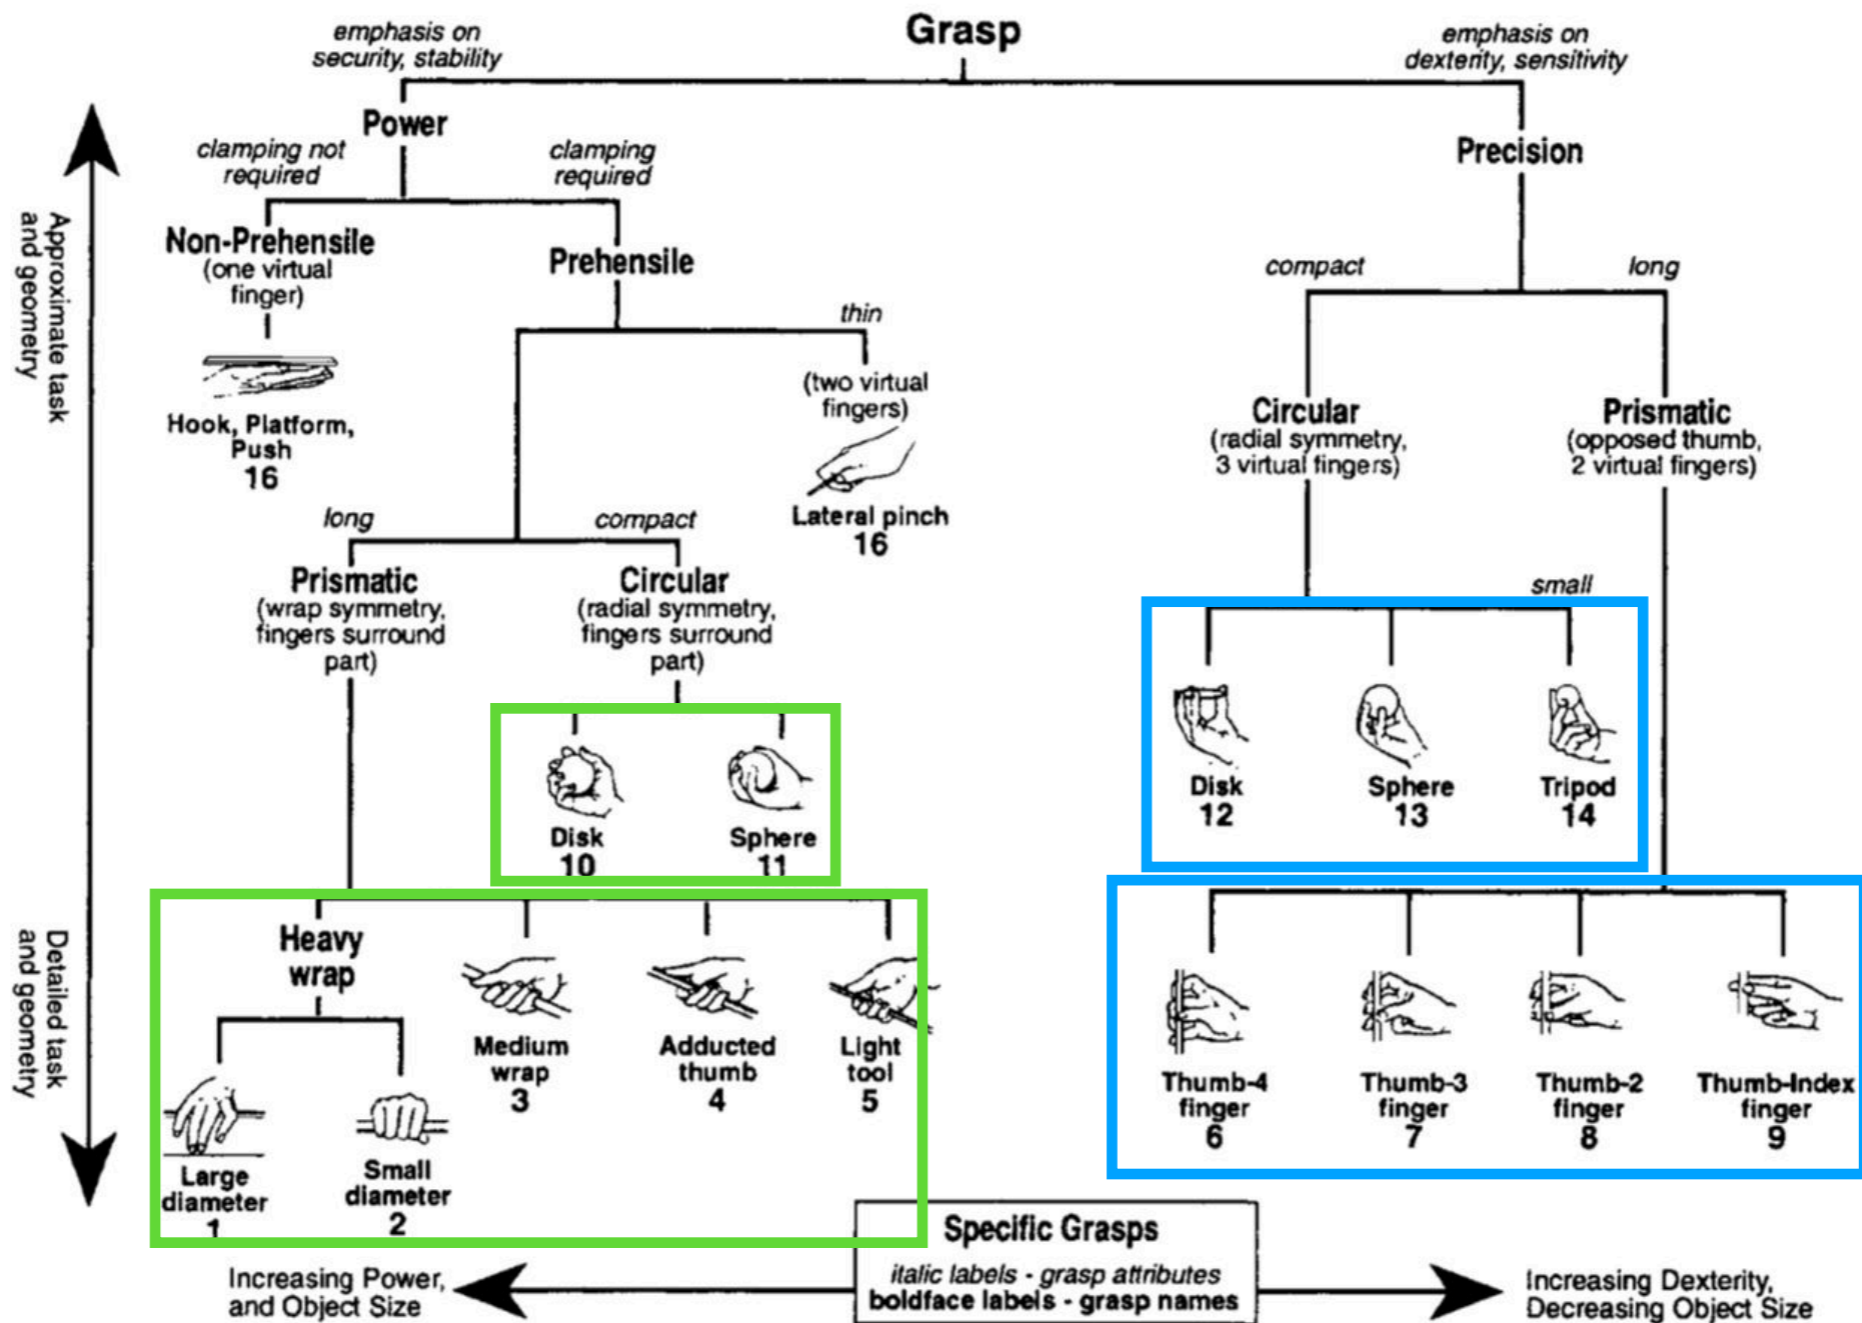 Grasp
emphasis on
security, stability
emphasis on
dexterity, sensitivity
Power
Precision
clamping not
required
clamping
required
Non-Prehensile
(one virtual
finger)
Prehensile
Hook, Platform,
Push
16
thin
(two virtual
fingers)
Lateral pinch
16
long
compact
Prismatic
(wrap symmetry,
fingers surround
part)
Circular
(radial symmetry,
fingers surround
part)
Disk
10
Sphere
11
Heavy
wrap
Large
diameter
1
Small
diameter
2
Medium
wrap
3
Adducted
thumb
4
Light
tool
5
compact
long
Circular
(radial symmetry,
3 virtual fingers)
Prismatic
(opposed thumb,
2 virtual fingers)
small
Disk
12
Sphere
13
Tripod
14
Thumb-4
finger
6
Thumb-3
finger
7
Thumb-2
finger
8
Thumb-Index
finger
9
Approximate task
and geometry
Detailed task
and geometry
Increasing Power,
and Object Size
Specific Grasps
italic labels - grasp attributes
boldface labels - grasp names
Increasing Dexterity,
Decreasing Object Size